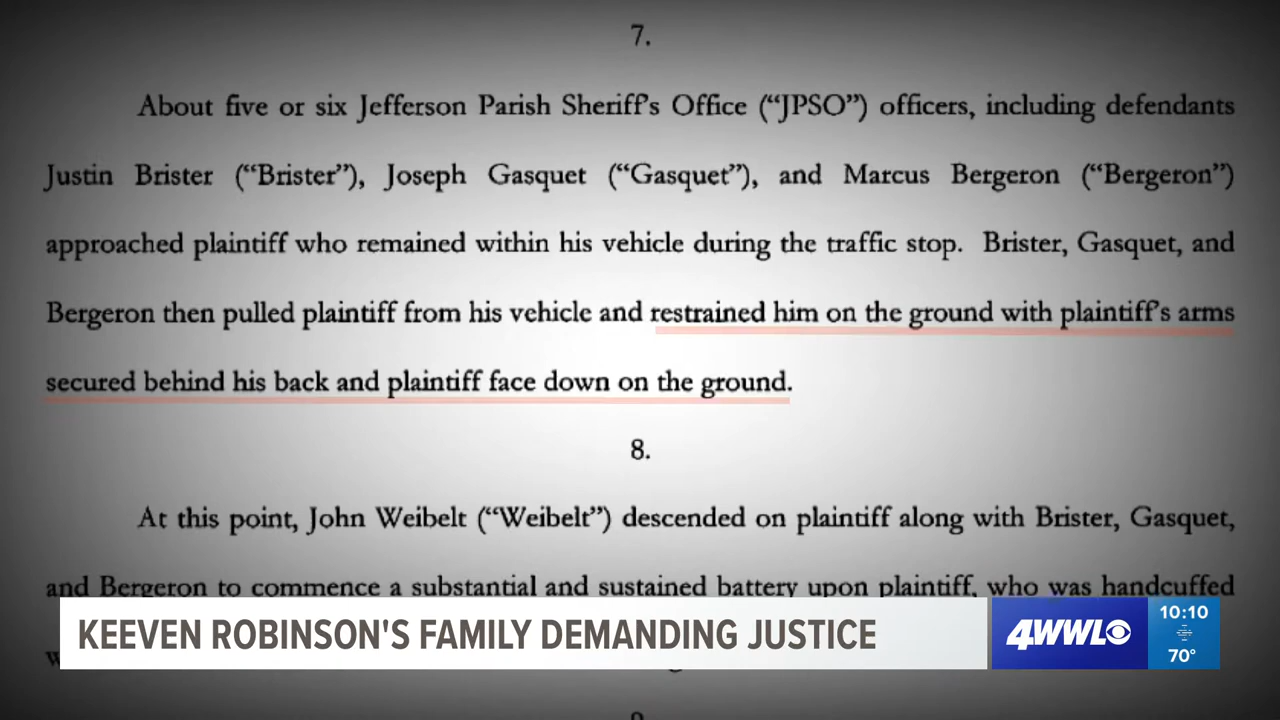 7.
About five or six Jefferson Parish Sheriff's Office (“JPSO”) officers, including defendants
Justin Brister (“Brister”), Joseph Gasquet (“Gasquet”), and Marcus Bergeron (“Bergeron”)
approached plaintiff who remained within his vehicle during the traffic stop. Brister, Gasquet, and
Bergeron then pulled plaintiff from his vehicle and restrained him on the ground with plaintiff's arms
secured behind his back and plaintiff face down on the ground.
8.
At this point, John Weibelt (“Weibelt”) descended on plaintiff along with Brister, Gasquet,
and Bergeron to commence a substantial and sustained battery upon plaintiff, who was handcuffed
KEEVEN ROBINSON'S FAMILY DEMANDING JUSTICE
4WWL
10:10
70°